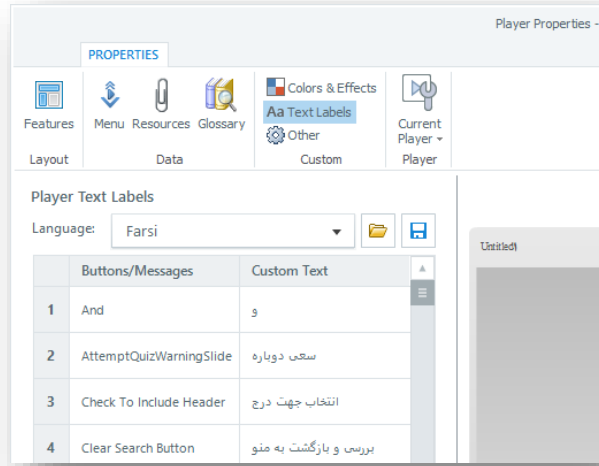 Player Properties -
PROPERTIES
Features
Menu
Resources
Glossary
Colors & Effects
Aa Text Labels
Other
Current Player
Layout
Data
Custom
Player
Player Text Labels
Language: Farsi
Buttons/Messages Custom Text
1 And و
2 AttemptQuizWarningSlide سعی دوباره
3 Check To Include Header انتخاب جهت درج
4 Clear Search Button بررسی و بازگشت به منو
Untitled1